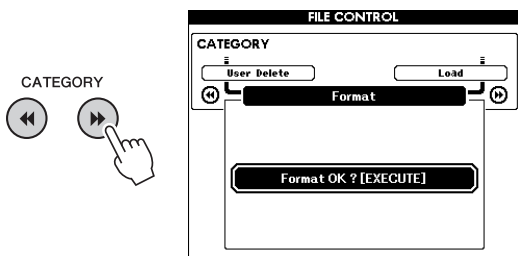 FILE CONTROL
CATEGORY
User Delete
Load
Format
CATEGORY
Format OK ? [EXECUTE]